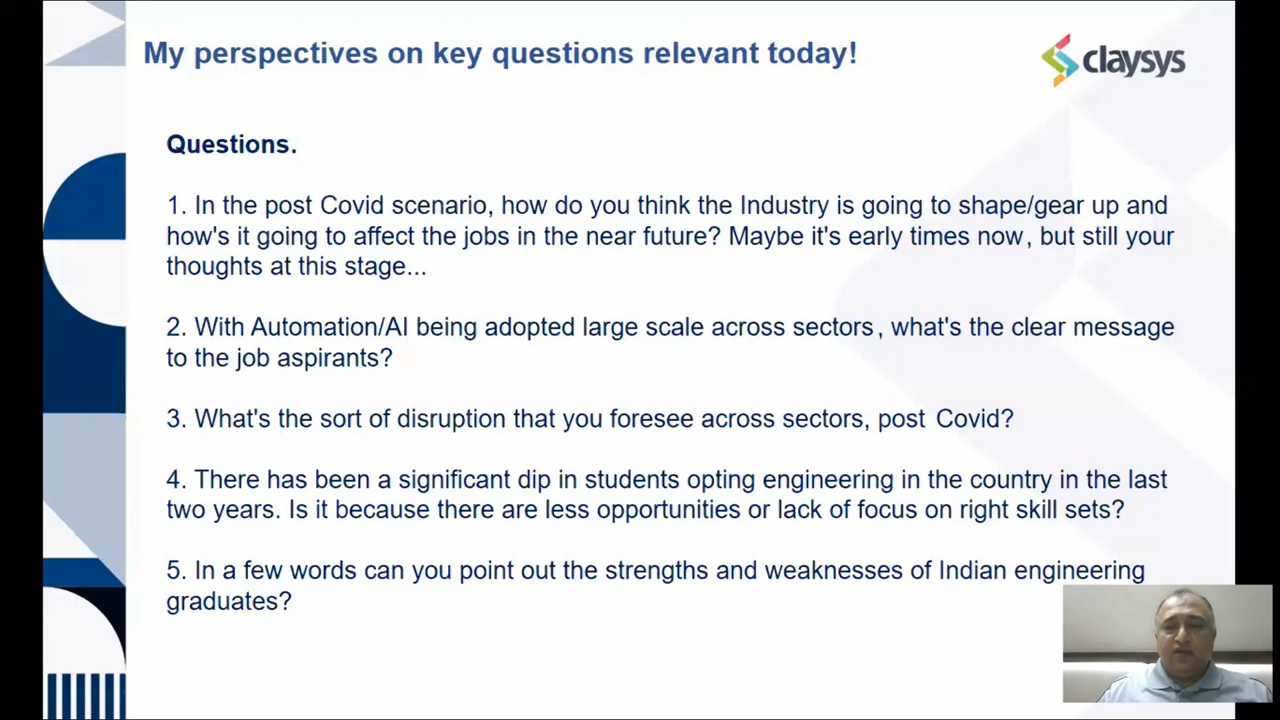 My perspectives on key questions relevant today!
claysys
Questions.
1. In the post Covid scenario, how do you think the Industry is going to shape/gear up and
how's it going to affect the jobs in the near future? Maybe it's early times now, but still your
thoughts at this stage...
2. With Automation/AI being adopted large scale across sectors, what's the clear message
to the job aspirants?
3. What's the sort of disruption that you foresee across sectors, post Covid?
4. There has been a significant dip in students opting engineering in the country in the last
two years. Is it because there are less opportunities or lack of focus on right skill sets?
5. In a few words can you point out the strengths and weaknesses of Indian engineering
graduates?